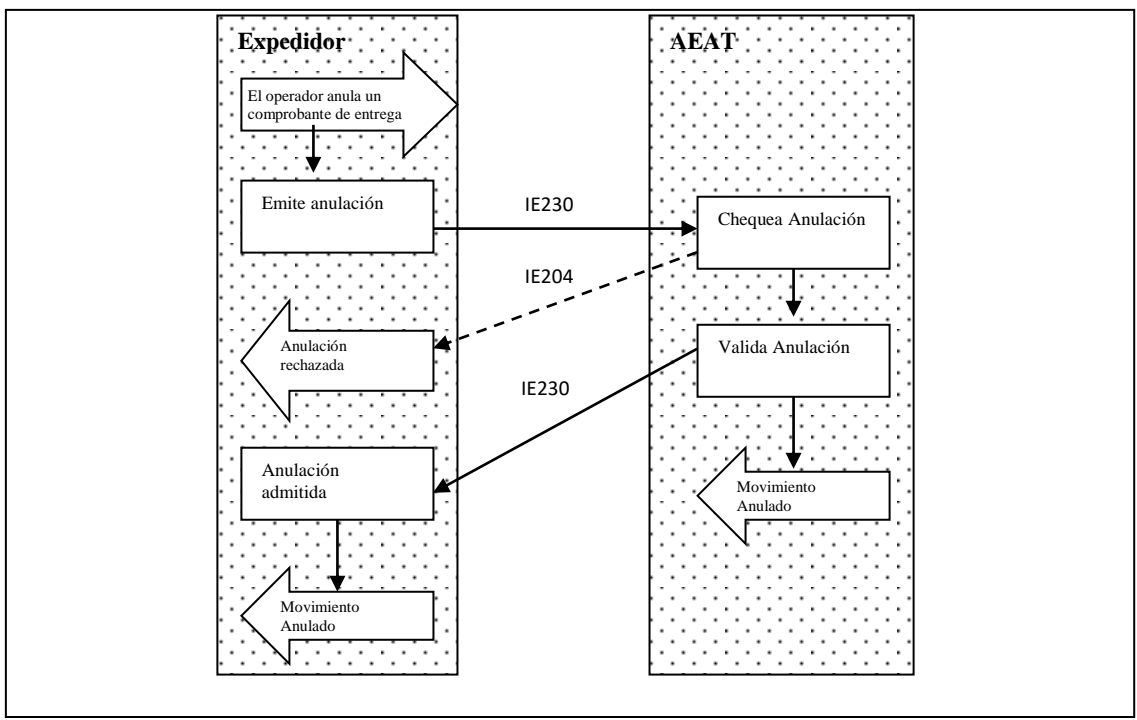 Expedidor
AEAT
El operador anula un
comprobante de entrega
Emite anulación
IE230
Chequea Anulación
IE204
Anulación
rechazada
Valida Anulación
IE230
Anulación
admitida
Movimiento
Anulado
Movimiento
Anulado